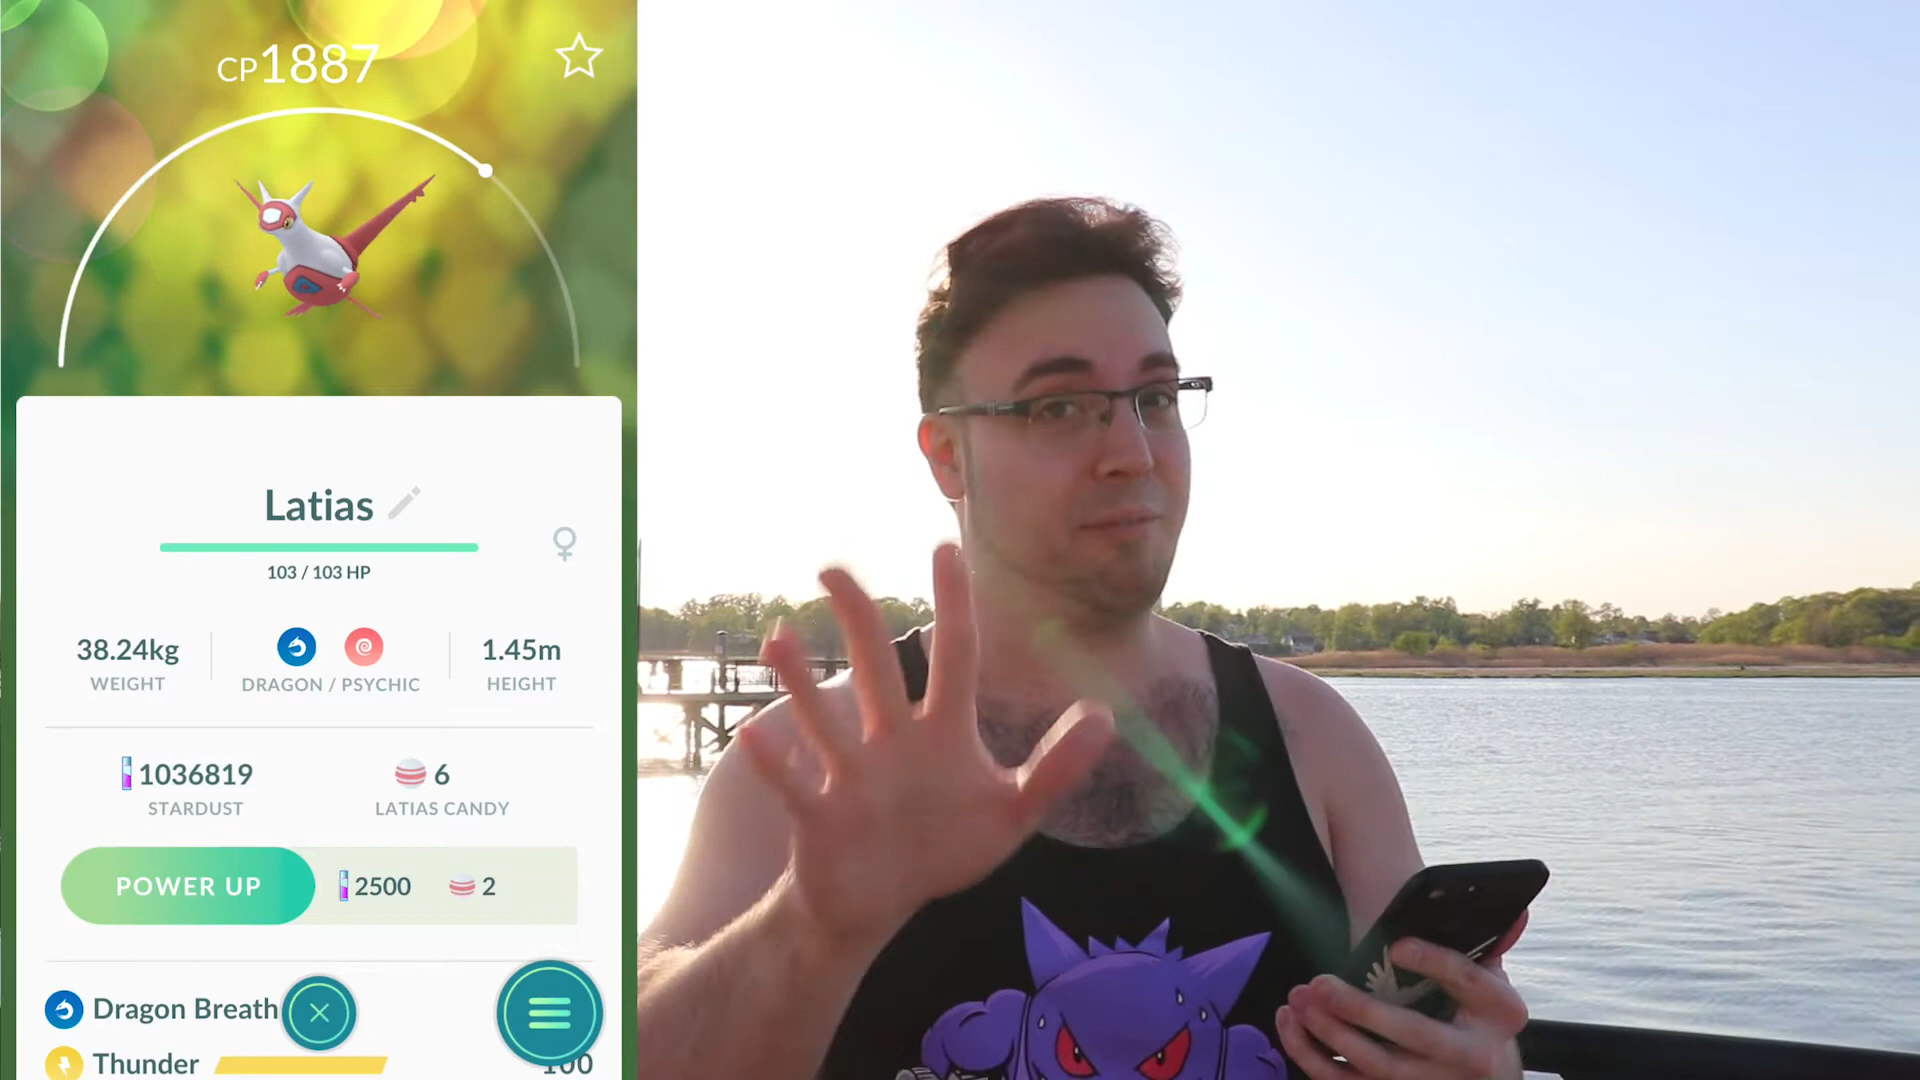 CP1887
Latias
103 / 103 HP
38.24kg
WEIGHT
DRAGON / PSYCHIC
1.45m
HEIGHT
1036819
STARDUST
6
LATIAS CANDY
POWER UP
2500
2
Dragon Breath
Thunder
100